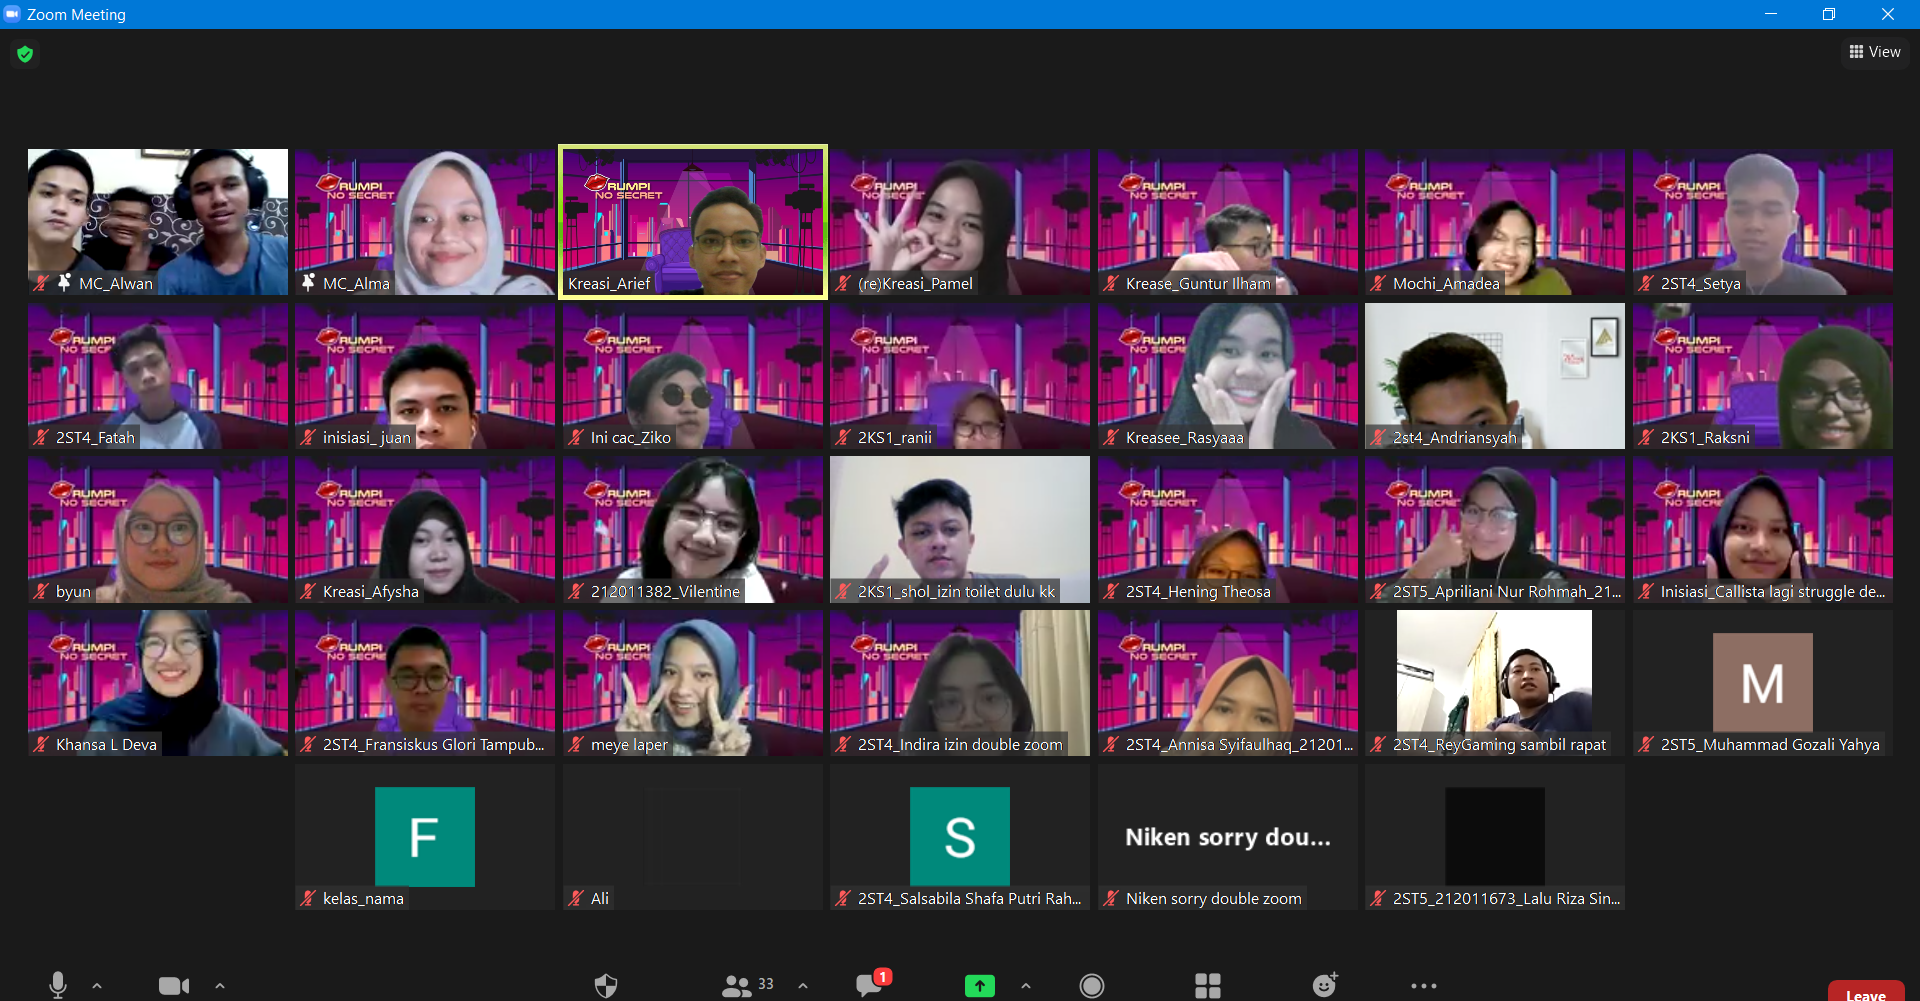 Zoom Meeting
View
RUMPI
NO SECRET
RUMPI
NO SECRET
RUMPI
NO SECRET
RUMPI
NO SECRET
RUMPI
NO SECRET
RUMPI
NO SECRET
MC_Alwan
MC_Alma
Kreasi_Arief
(re)Kreasi_Pamel
Krease_Guntur Ilham
Mochi_Amadea
2ST4_Setya
RUMPI
NO SECRET
RUMPI
NO SECRET
RUMPI
NO SECRET
RUMPI
NO SECRET
RUMPI
NO SECRET
2ST4_Fatah
inisiasi_ juan
Ini cac_Ziko
2KS1_ranii
Kreasee_Rasyaaa
2st4_Andriansyah
2KS1_Raksni
RUMPI
NO SECRET
RUMPI
NO SECRET
RUMPI
NO SECRET
RUMPI
NO SECRET
RUMPI
NO SECRET
RUMPI
NO SECRET
byun
Kreasi_Afysha
212011382_Vilentine
2KS1_shol_izin toilet dulu kk
2ST4_Hening Theosa
2ST5_Apriliani Nur Rohmah_21...
Inisiasi_Callista lagi struggle de...
RUMPI
NO SECRET
RUMPI
NO SECRET
RUMPI
NO SECRET
RUMPI
NO SECRET
RUMPI
NO SECRET
M
Khansa L Deva
2ST4_Fransiskus Glori Tampub...
meye laper
2ST4_Indira izin double zoom
2ST4_Annisa Syifaulhaq_21201...
2ST4_ReyGaming sambil rapat
2ST5_Muhammad Gozali Yahya
F
S
Niken sorry dou...
kelas_nama
Ali
2ST4_Salsabila Shafa Putri Rah...
Niken sorry double zoom
2ST5_212011673_Lalu Riza Sin...
33
1
Leave